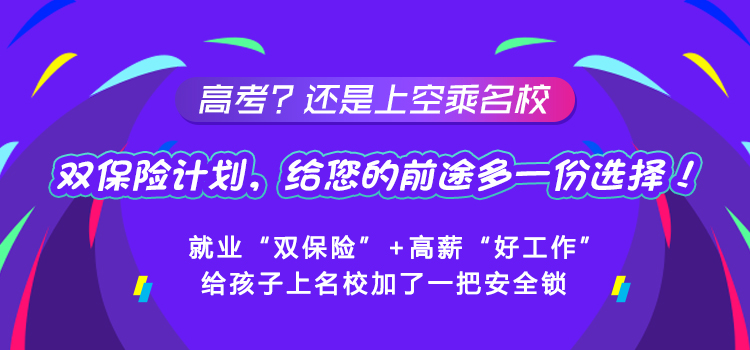 高考？还是上空乘名校
双保险计划，给您的前途多一份选择！
就业“双保险”+高薪“好工作”
给孩子上名校加了一把安全锁